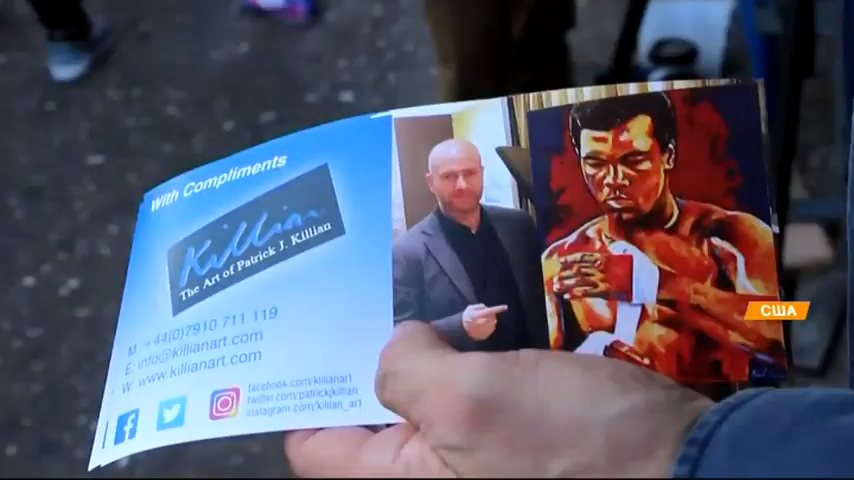 With Compliments
Killian
The Art of Patrick J. Killian
M: +44(0)7910 711 119
E: info@killianart.com
W: www.killianart.com
facebook.com/killianart
twitter.com/patrickjkillian
instagram.com/killian_art
США